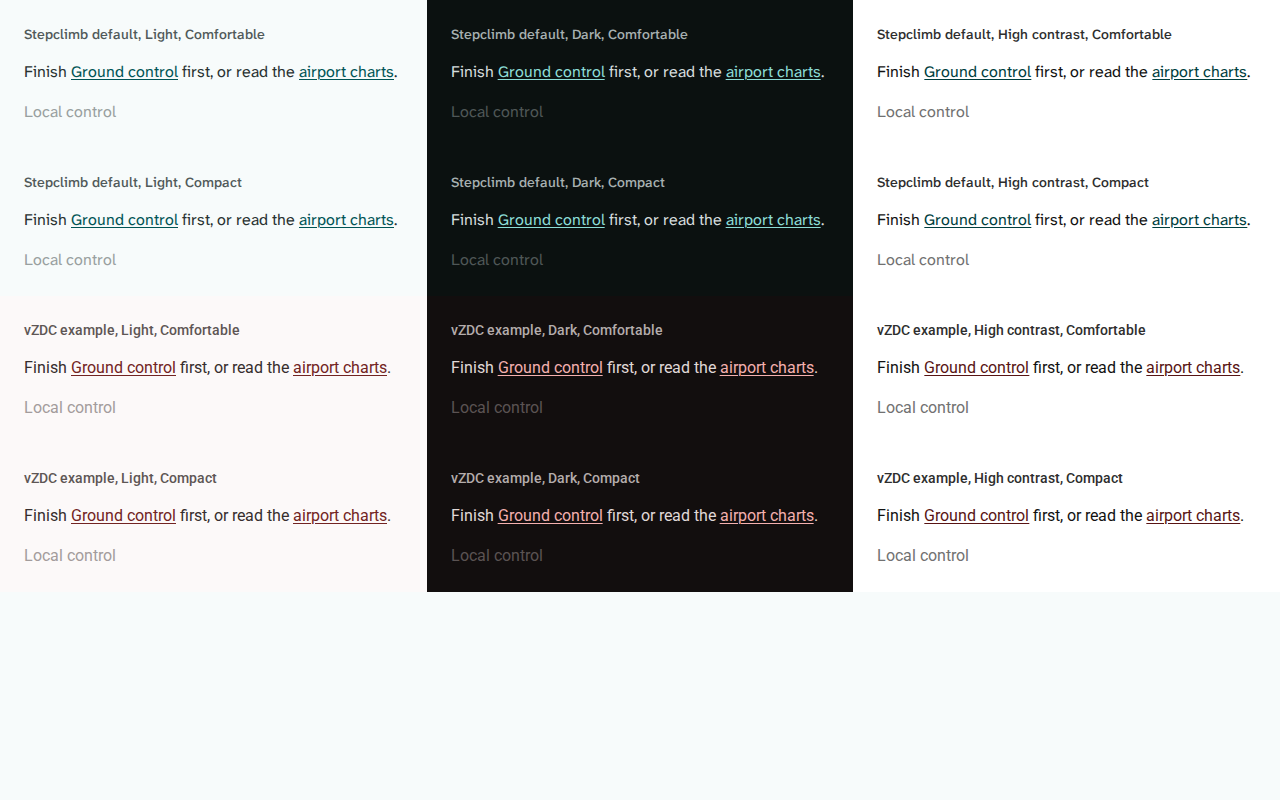 Stepclimb default, Light, Comfortable
Finish Ground control first, or read the airport charts.
Local control
Stepclimb default, Dark, Comfortable
Finish Ground control first, or read the airport charts.
Local control
Stepclimb default, High contrast, Comfortable
Finish Ground control first, or read the airport charts.
Local control
Stepclimb default, Light, Compact
Finish Ground control first, or read the airport charts.
Local control
Stepclimb default, Dark, Compact
Finish Ground control first, or read the airport charts.
Local control
Stepclimb default, High contrast, Compact
Finish Ground control first, or read the airport charts.
Local control
vZDC example, Light, Comfortable
Finish Ground control first, or read the airport charts.
Local control
vZDC example, Dark, Comfortable
Finish Ground control first, or read the airport charts.
Local control
vZDC example, High contrast, Comfortable
Finish Ground control first, or read the airport charts.
Local control
vZDC example, Light, Compact
Finish Ground control first, or read the airport charts.
Local control
vZDC example, Dark, Compact
Finish Ground control first, or read the airport charts.
Local control
vZDC example, High contrast, Compact
Finish Ground control first, or read the airport charts.
Local control